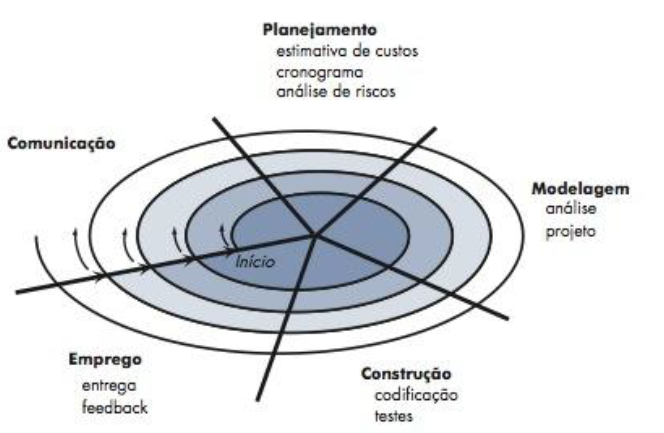 Planejamento
estimativa de custos
cronograma
análise de riscos
Comunicação
Modelagem
análise
projeto
Início
Emprego
entrega
feedback
Construção
codificação
testes